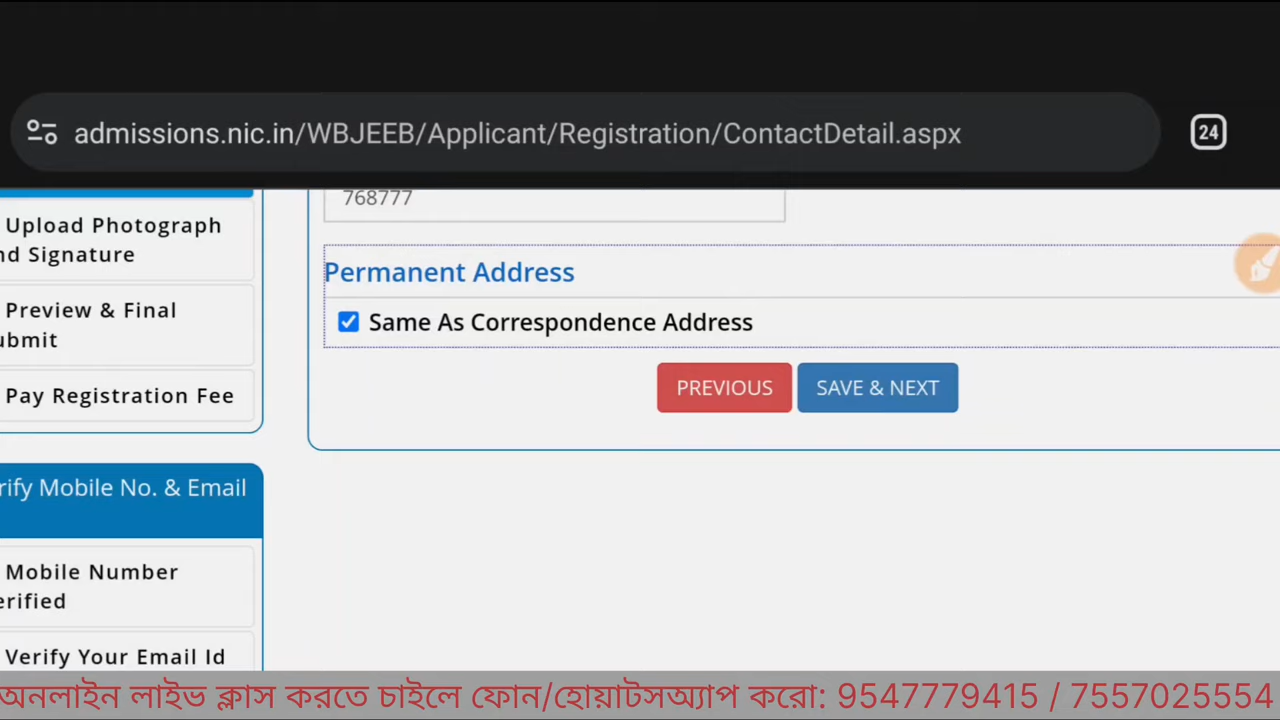 admissions.nic.in/WBJEEB/Applicant/Registration/ContactDetail.aspx
24
768777
Upload Photograph
nd Signature
Permanent Address
Same As Correspondence Address
Preview & Final
ubmit
PREVIOUS
SAVE & NEXT
Pay Registration Fee
rify Mobile No. & Email
Mobile Number
erified
Verify Your Email Id
অনলাইন লাইভ ক্লাস করতে চাইলে ফোন/হোয়াটসঅ্যাপ করো: 9547779415 / 7557025554